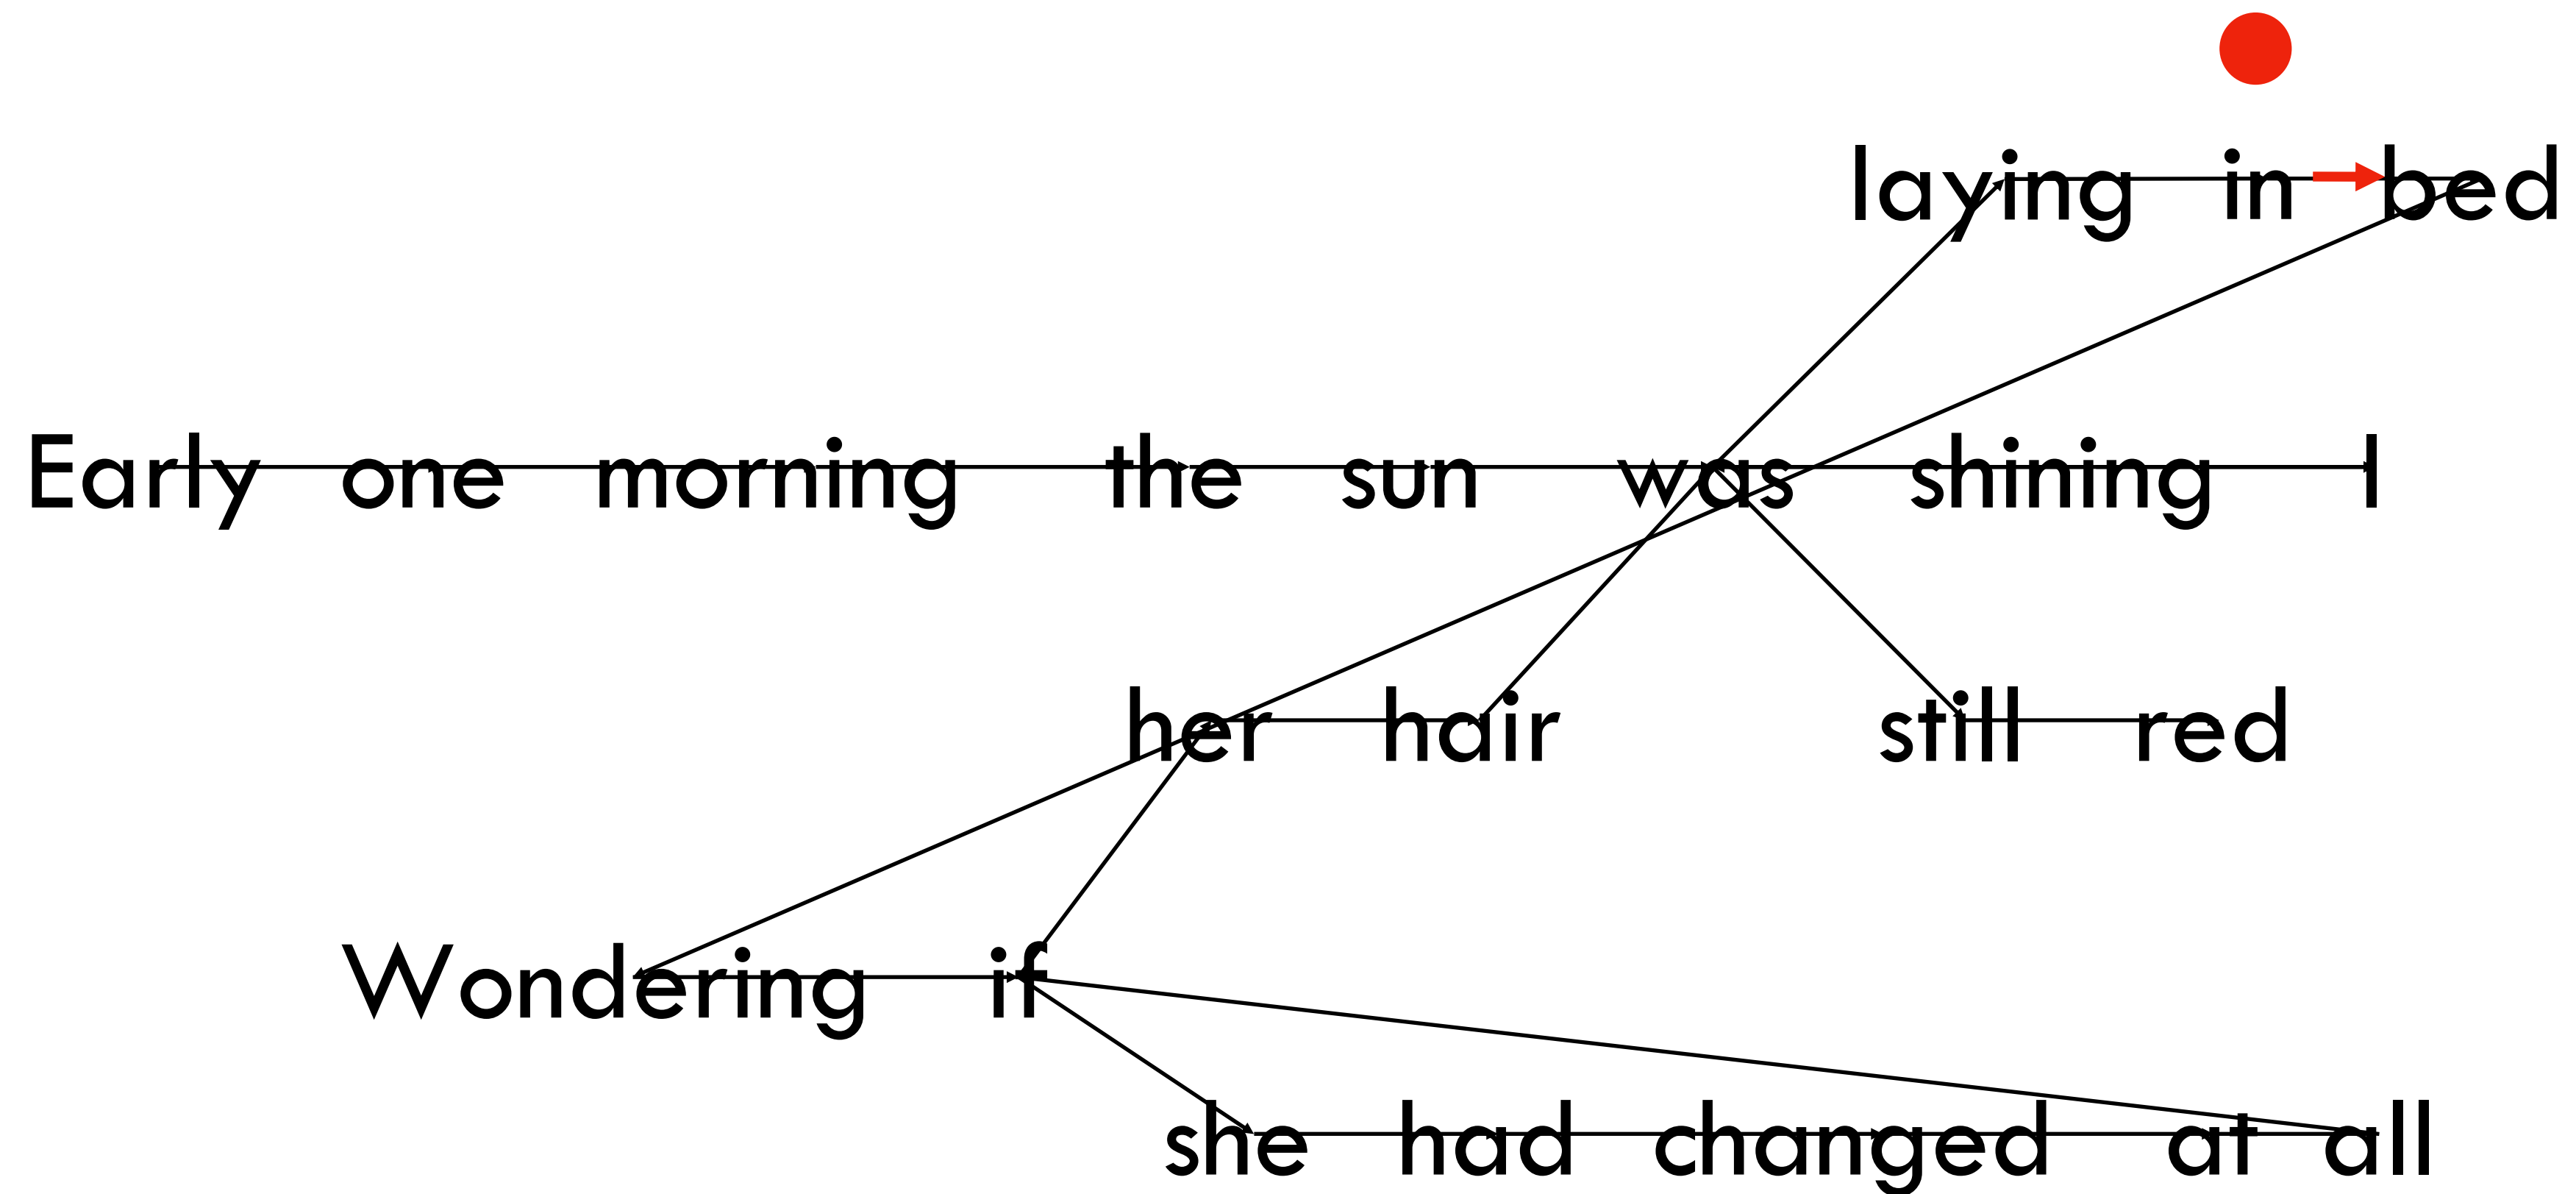 laying in bed
Early one morning the sun was shining I
her hair still red
Wondering if
she had changed at all